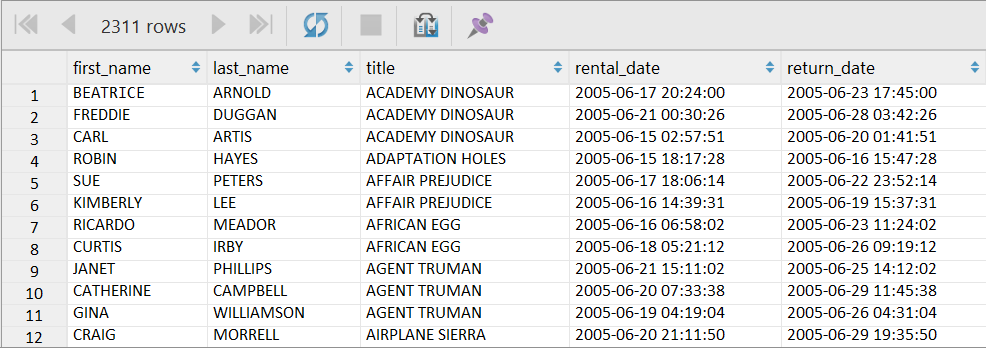 2311 rows
first_name last_name title rental_date return_date
1 BEATRICE ARNOLD ACADEMY DINOSAUR 2005-06-17 20:24:00 2005-06-23 17:45:00
2 FREDDIE DUGGAN ACADEMY DINOSAUR 2005-06-21 00:30:26 2005-06-28 03:42:26
3 CARL ARTIS ACADEMY DINOSAUR 2005-06-15 02:57:51 2005-06-20 01:41:51
4 ROBIN HAYES ADAPTATION HOLES 2005-06-15 18:17:28 2005-06-16 15:47:28
5 SUE PETERS AFFAIR PREJUDICE 2005-06-17 18:06:14 2005-06-22 23:52:14
6 KIMBERLY LEE AFFAIR PREJUDICE 2005-06-16 14:39:31 2005-06-19 15:37:31
7 RICARDO MEADOR AFRICAN EGG 2005-06-16 06:58:02 2005-06-23 11:24:02
8 CURTIS IRBY AFRICAN EGG 2005-06-18 05:21:12 2005-06-26 09:19:12
9 JANET PHILLIPS AGENT TRUMAN 2005-06-21 15:11:02 2005-06-25 14:12:02
10 CATHERINE CAMPBELL AGENT TRUMAN 2005-06-20 07:33:38 2005-06-29 11:45:38
11 GINA WILLIAMSON AGENT TRUMAN 2005-06-19 04:19:04 2005-06-26 04:31:04
12 CRAIG MORRELL AIRPLANE SIERRA 2005-06-20 21:11:50 2005-06-29 19:35:50